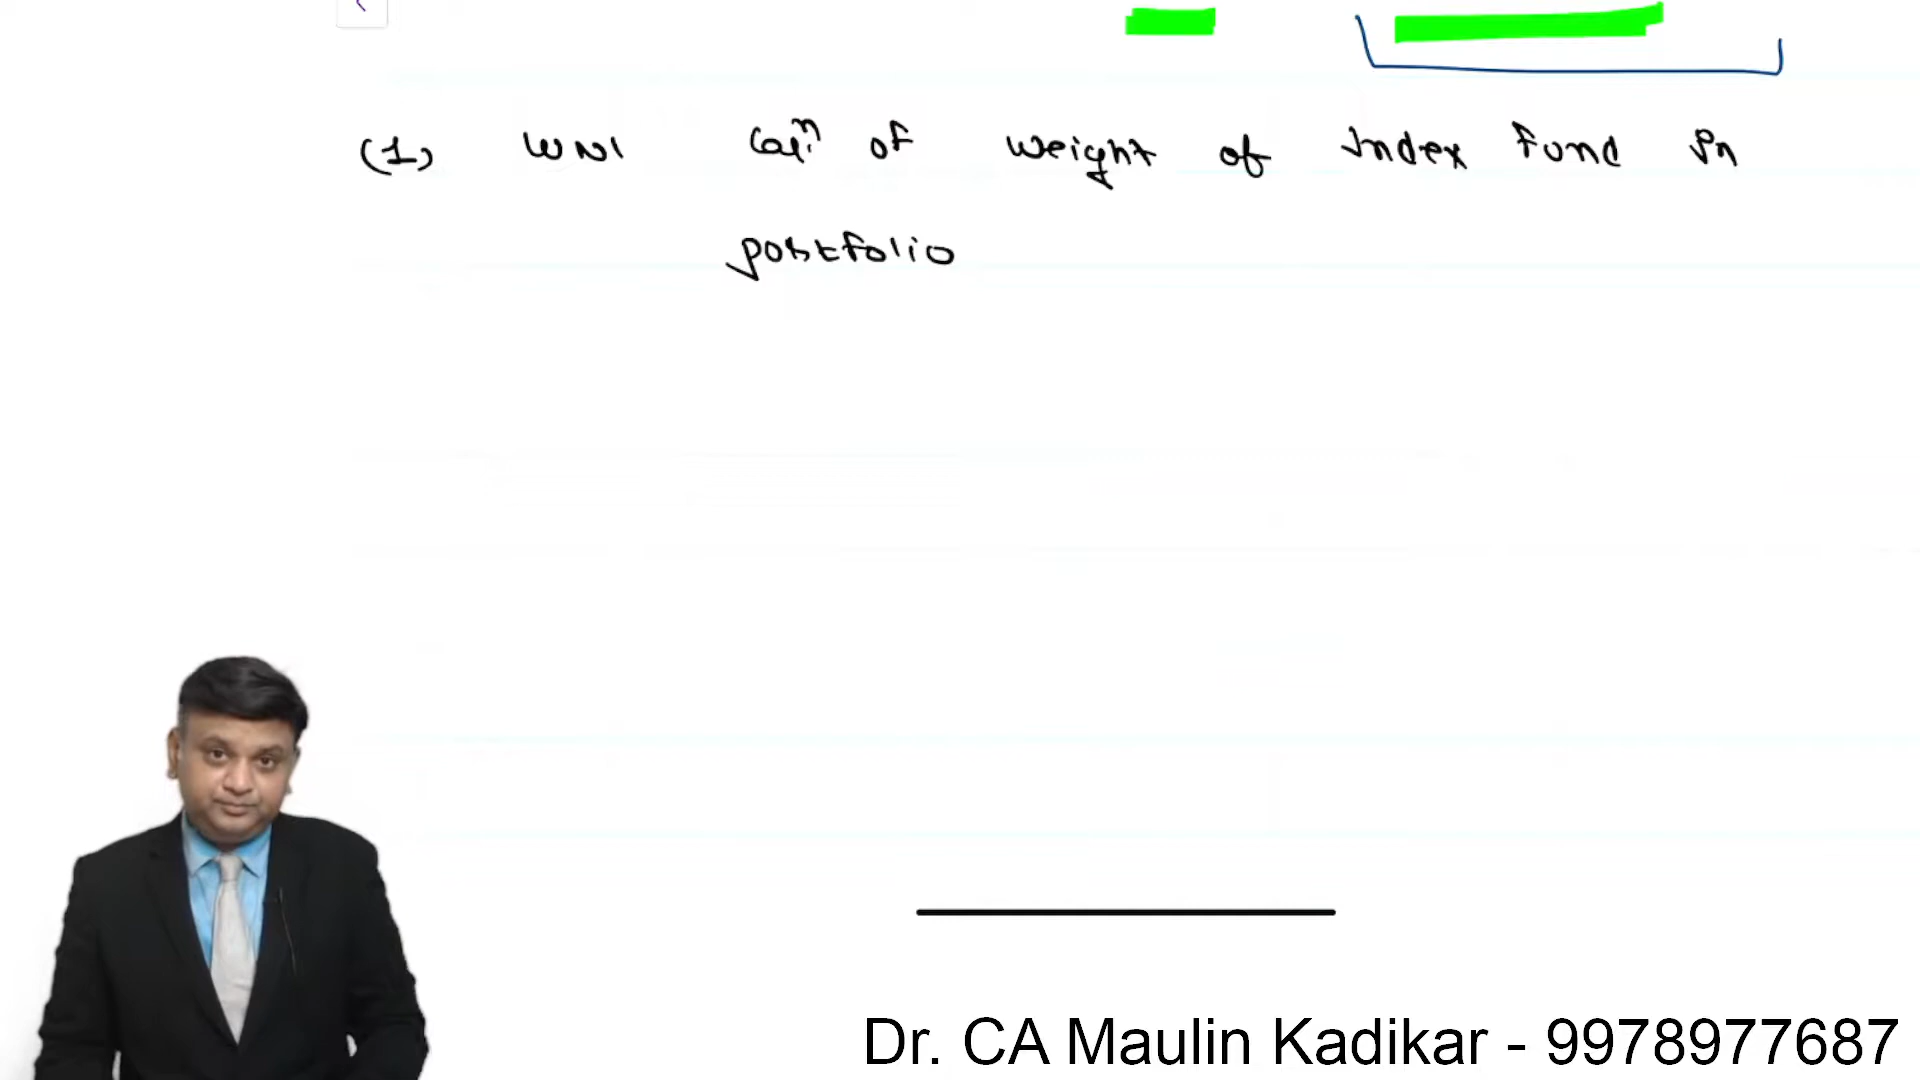 (1) WN1 Calⁿ of Weight of Index Fund in
portfolio
Dr. CA Maulin Kadikar - 9978977687